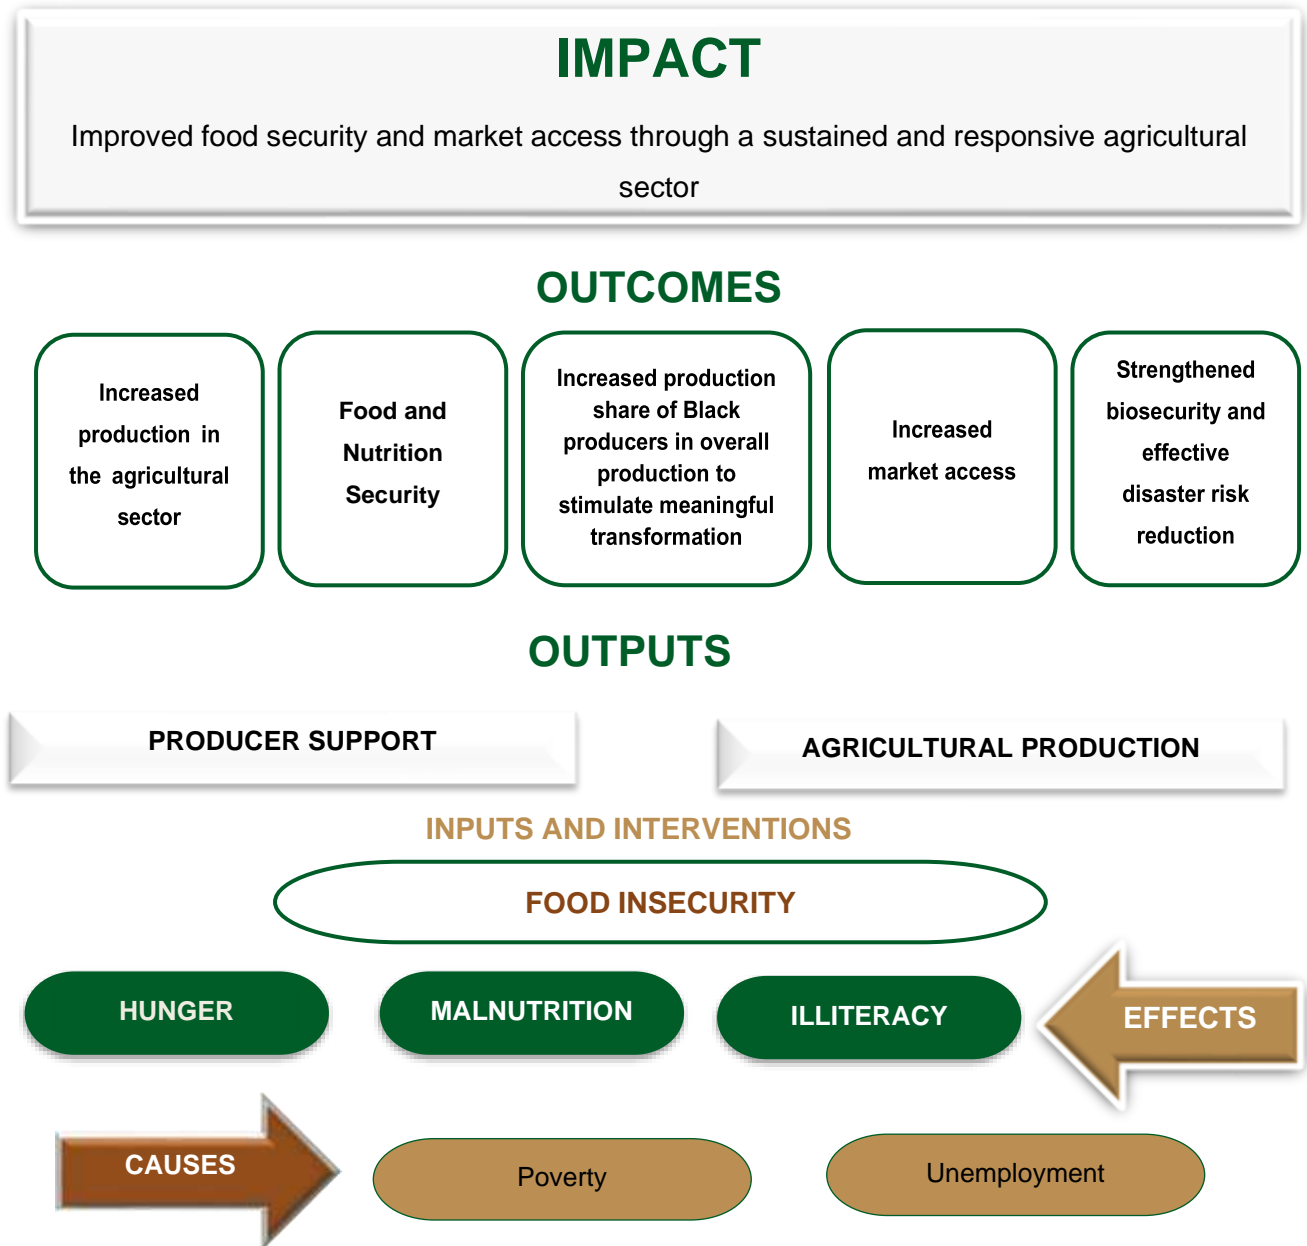 IMPACT
Improved food security and market access through a sustained and responsive agricultural
sector
OUTCOMES
Increased
production in
the agricultural
sector
Food and
Nutrition
Security
Increased production
share of Black
producers in overall
production to
stimulate meaningful
transformation
Increased
market access
Strengthened
biosecurity and
effective
disaster risk
reduction
OUTPUTS
PRODUCER SUPPORT
AGRICULTURAL PRODUCTION
INPUTS AND INTERVENTIONS
FOOD INSECURITY
HUNGER
MALNUTRITION
ILLITERACY
EFFECTS
CAUSES
Poverty
Unemployment